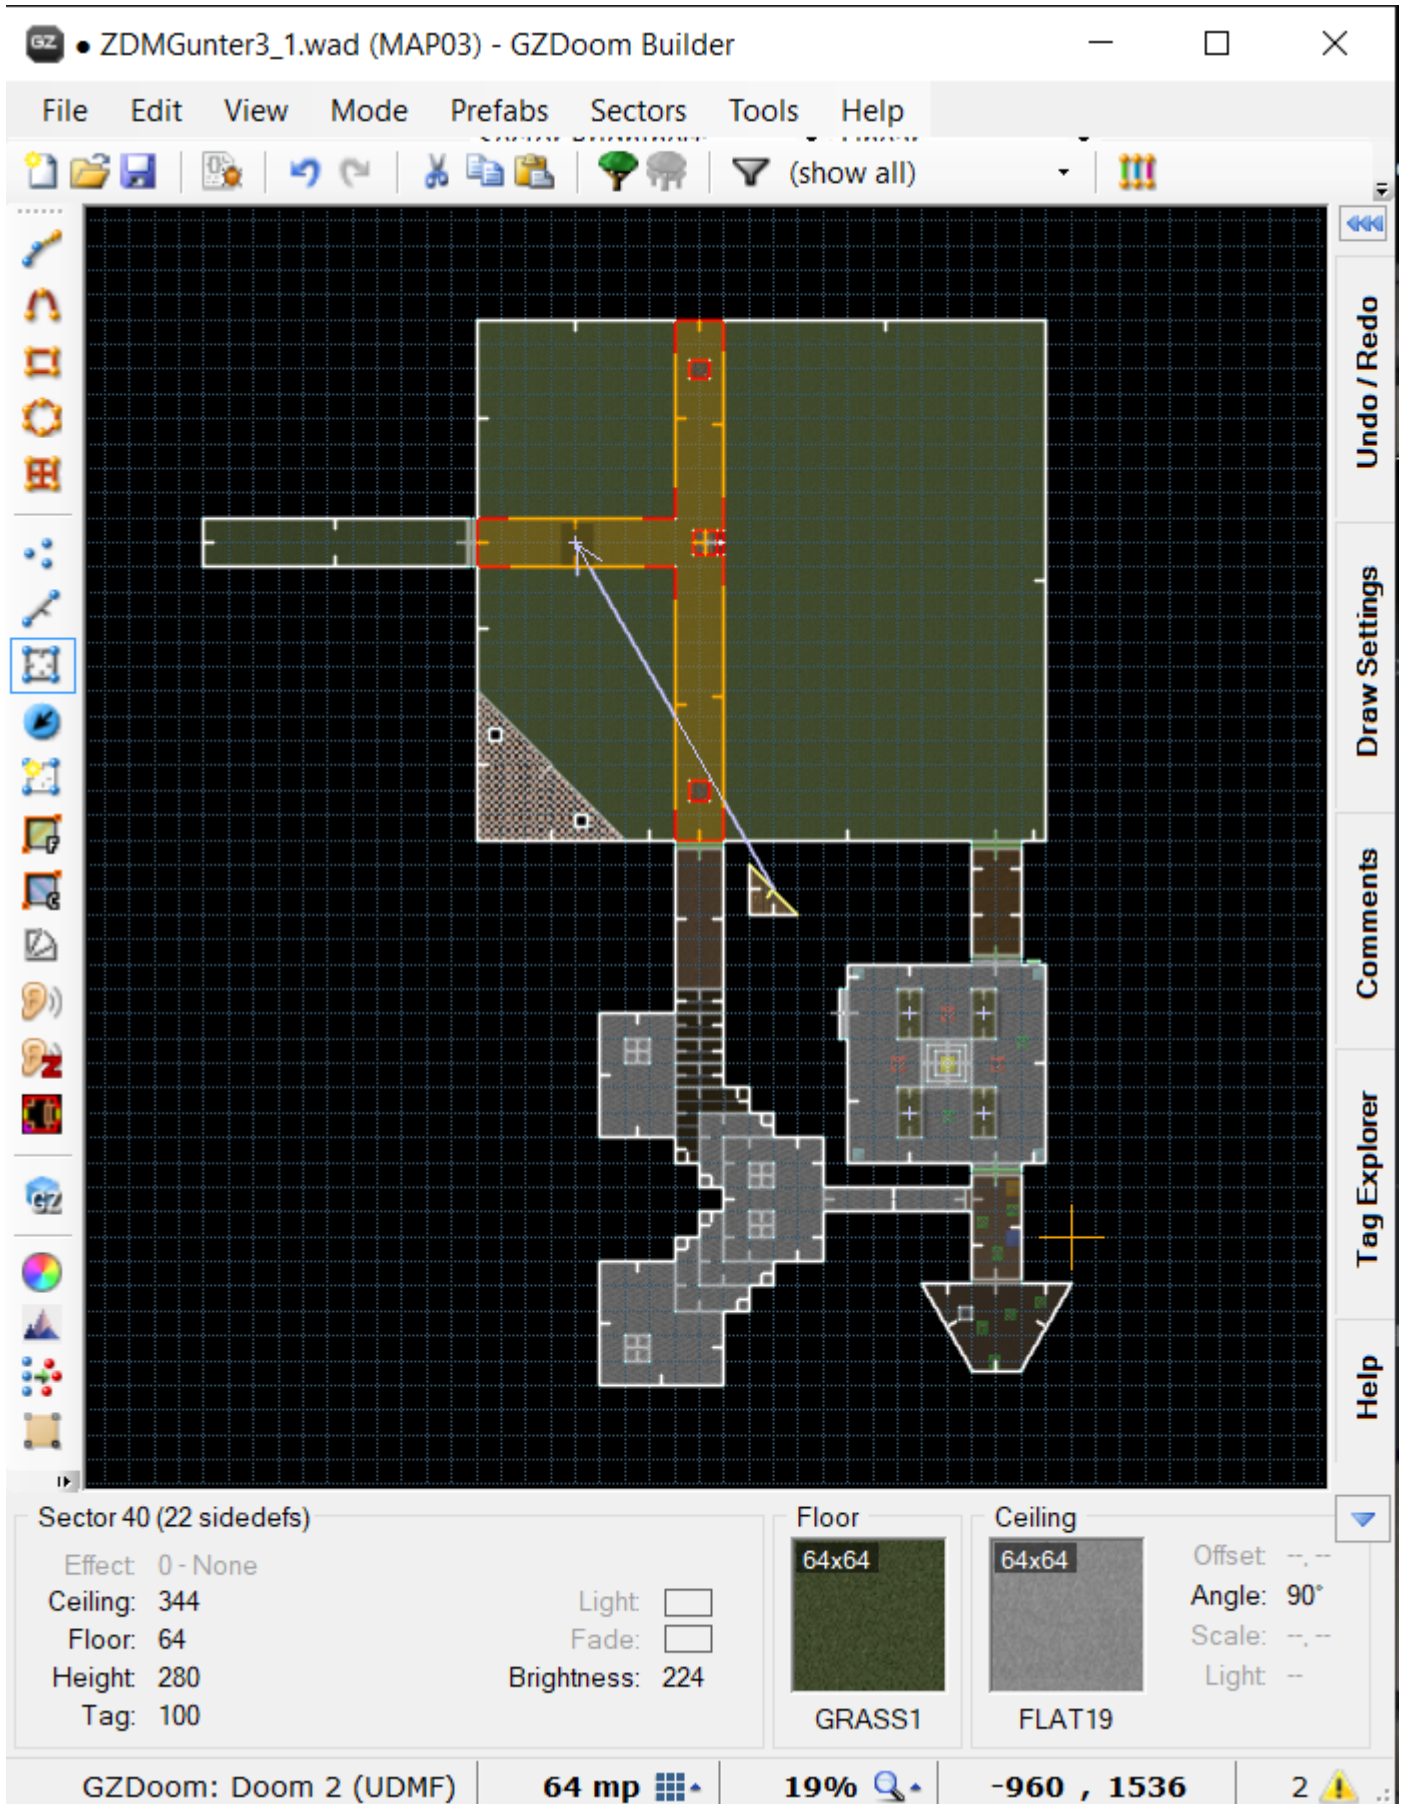 GZ • ZDMGunter3_1.wad (MAP03) - GZDoom Builder
File Edit View Mode Prefabs Sectors Tools Help
(show all)
Undo / Redo
Draw Settings
Comments
Tag Explorer
Help
Sector 40 (22 sidedefs)
Effect: 0 - None
Ceiling: 344 Light:
Floor: 64 Fade:
Height: 280 Brightness: 224
Tag: 100
Floor
64x64
GRASS1
Ceiling
64x64
FLAT19
Offset: --, --
Angle: 90°
Scale: --, --
Light: --
GZDoom: Doom 2 (UDMF) 64 mp 19% -960 , 1536 2